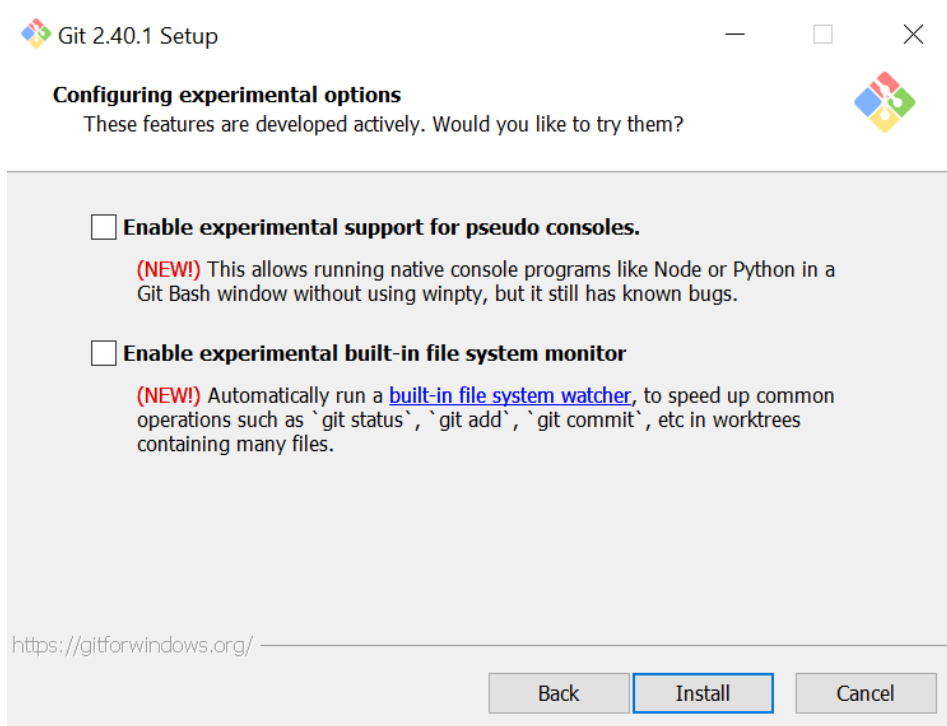 Git 2.40.1 Setup
Configuring experimental options
These features are developed actively. Would you like to try them?
Enable experimental support for pseudo consoles.
(NEW!) This allows running native console programs like Node or Python in a
Git Bash window without using winpty, but it still has known bugs.
Enable experimental built-in file system monitor
(NEW!) Automatically run a built-in file system watcher, to speed up common
operations such as `git status`, `git add`, `git commit`, etc in worktrees
containing many files.
https://gitforwindows.org/
Back Install Cancel